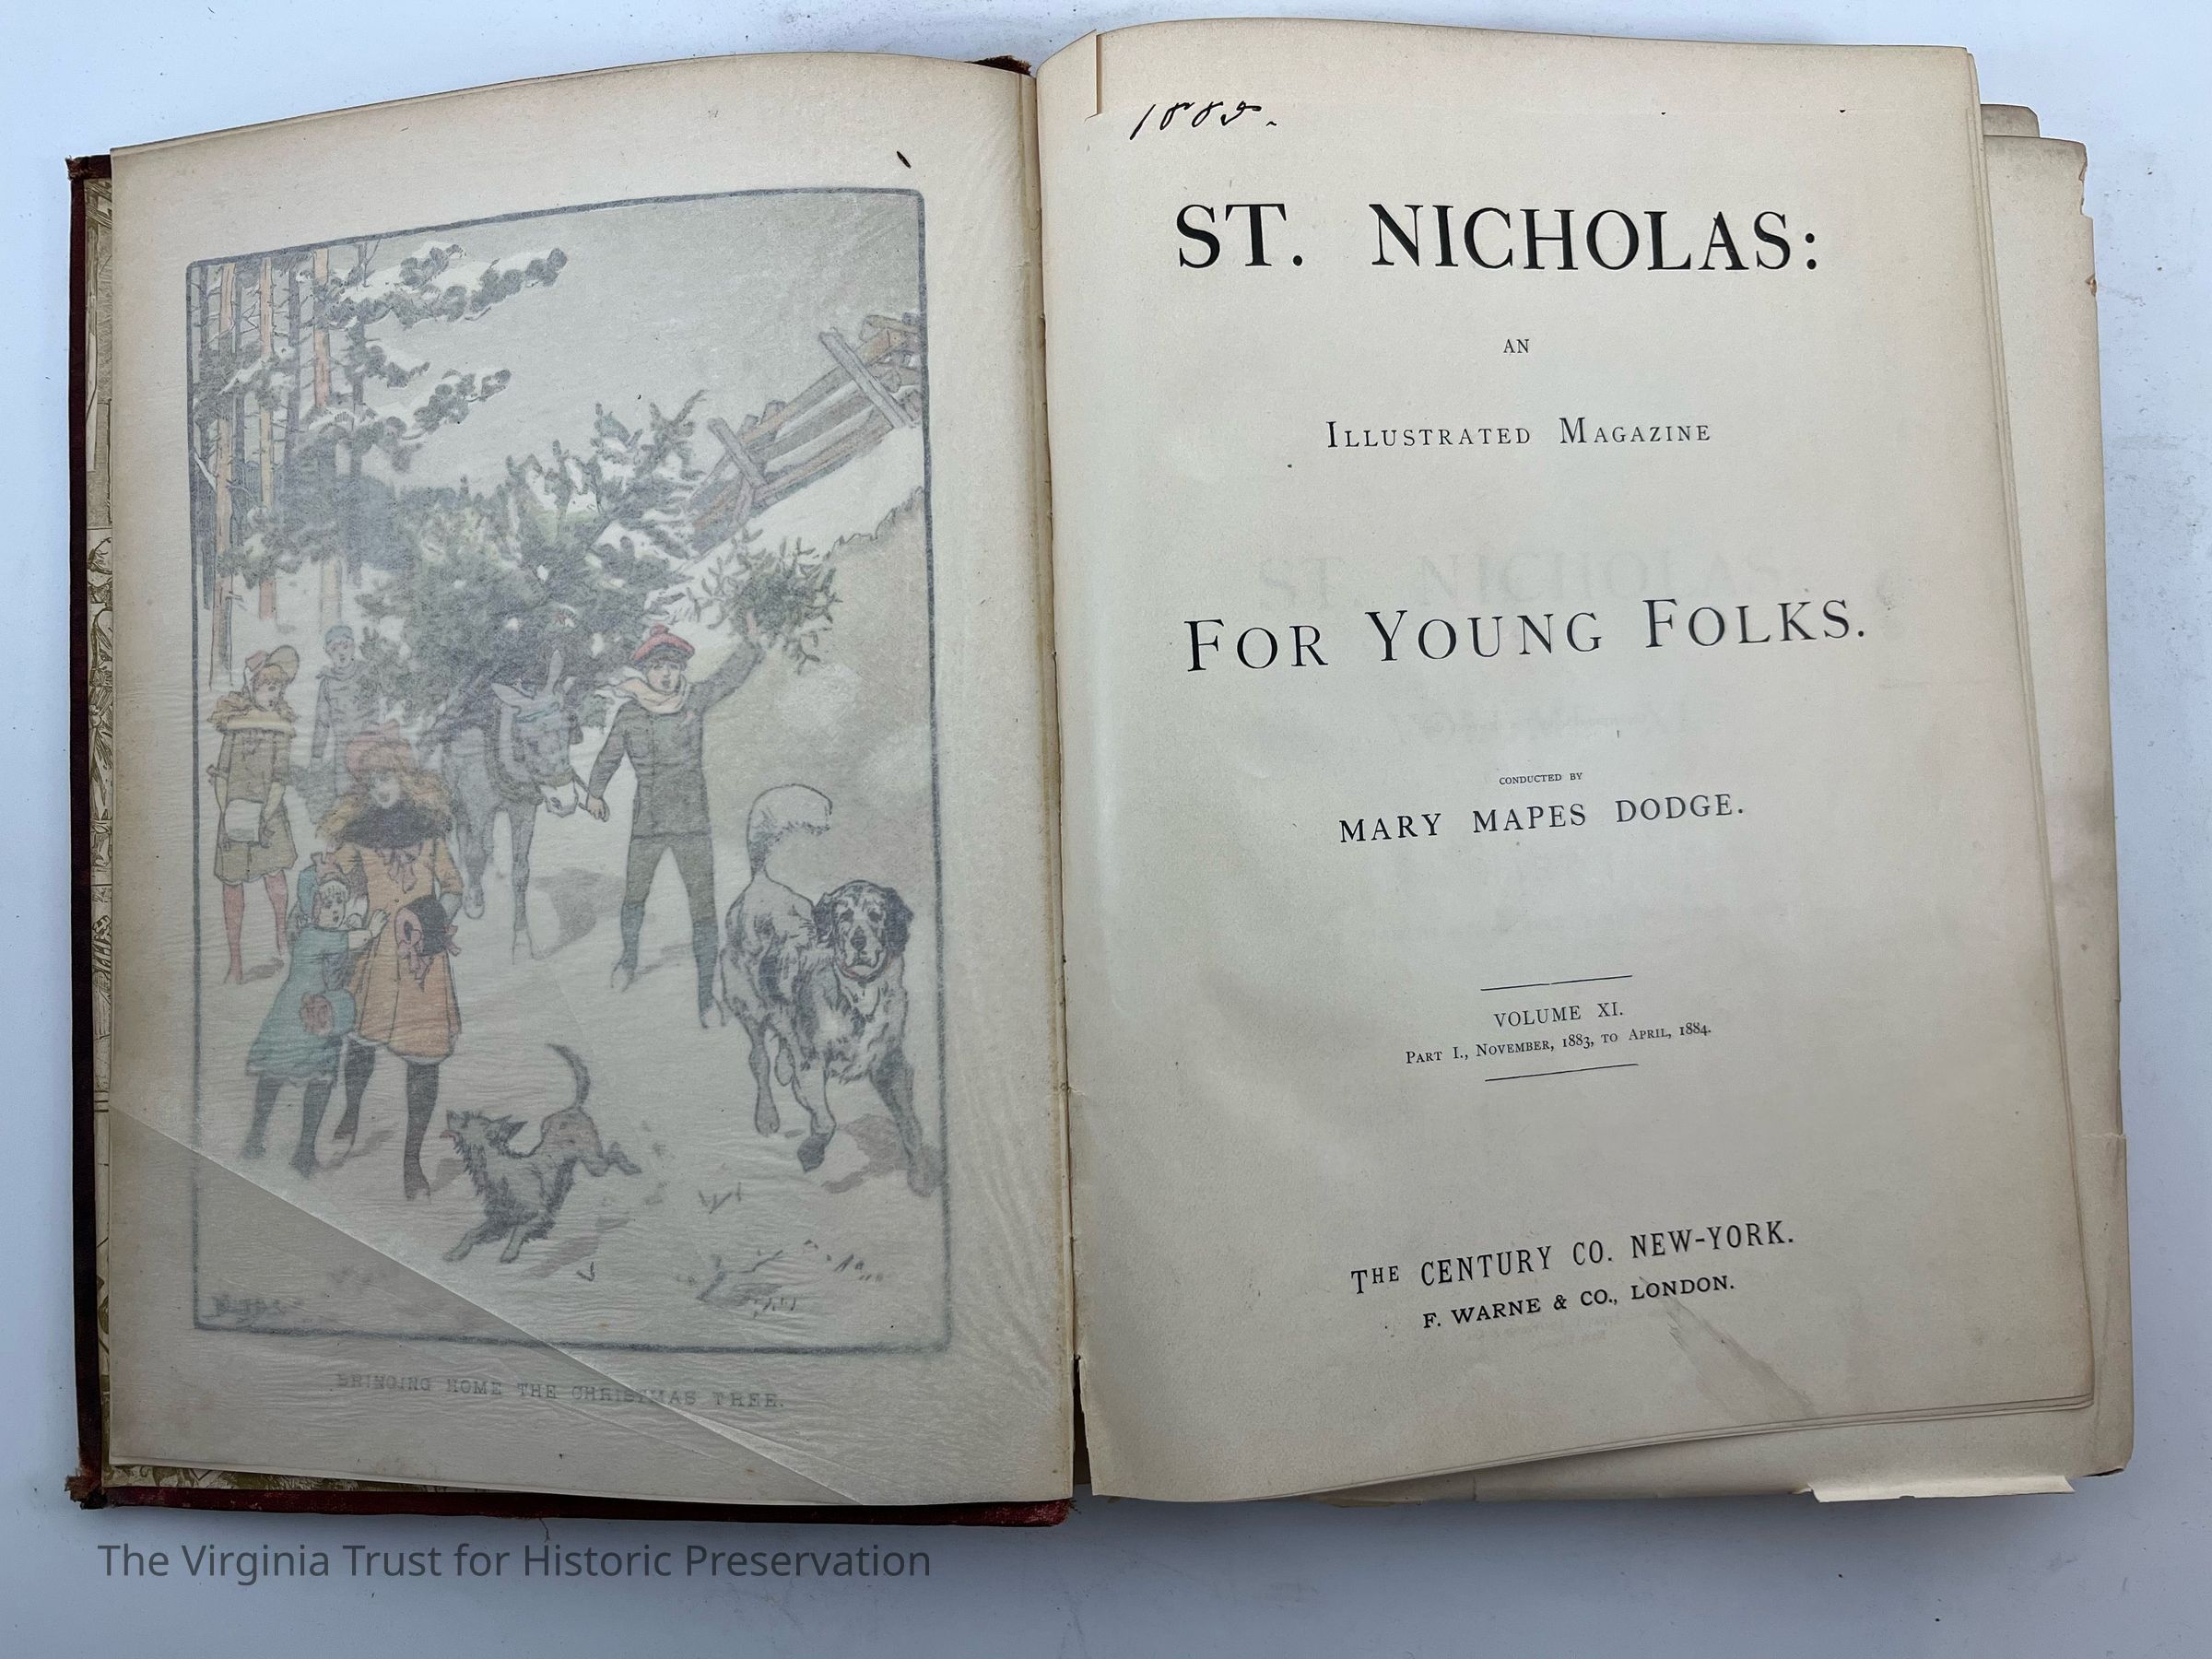 BRINGING HOME THE CHRISTMAS TREE.
1885.
ST. NICHOLAS:
AN
ILLUSTRATED MAGAZINE
FOR YOUNG FOLKS.
CONDUCTED BY
MARY MAPES DODGE.
VOLUME XI.
PART I., NOVEMBER, 1883, TO APRIL, 1884.
THE CENTURY CO. NEW-YORK.
F. WARNE & CO., LONDON.
The Virginia Trust for Historic Preservation